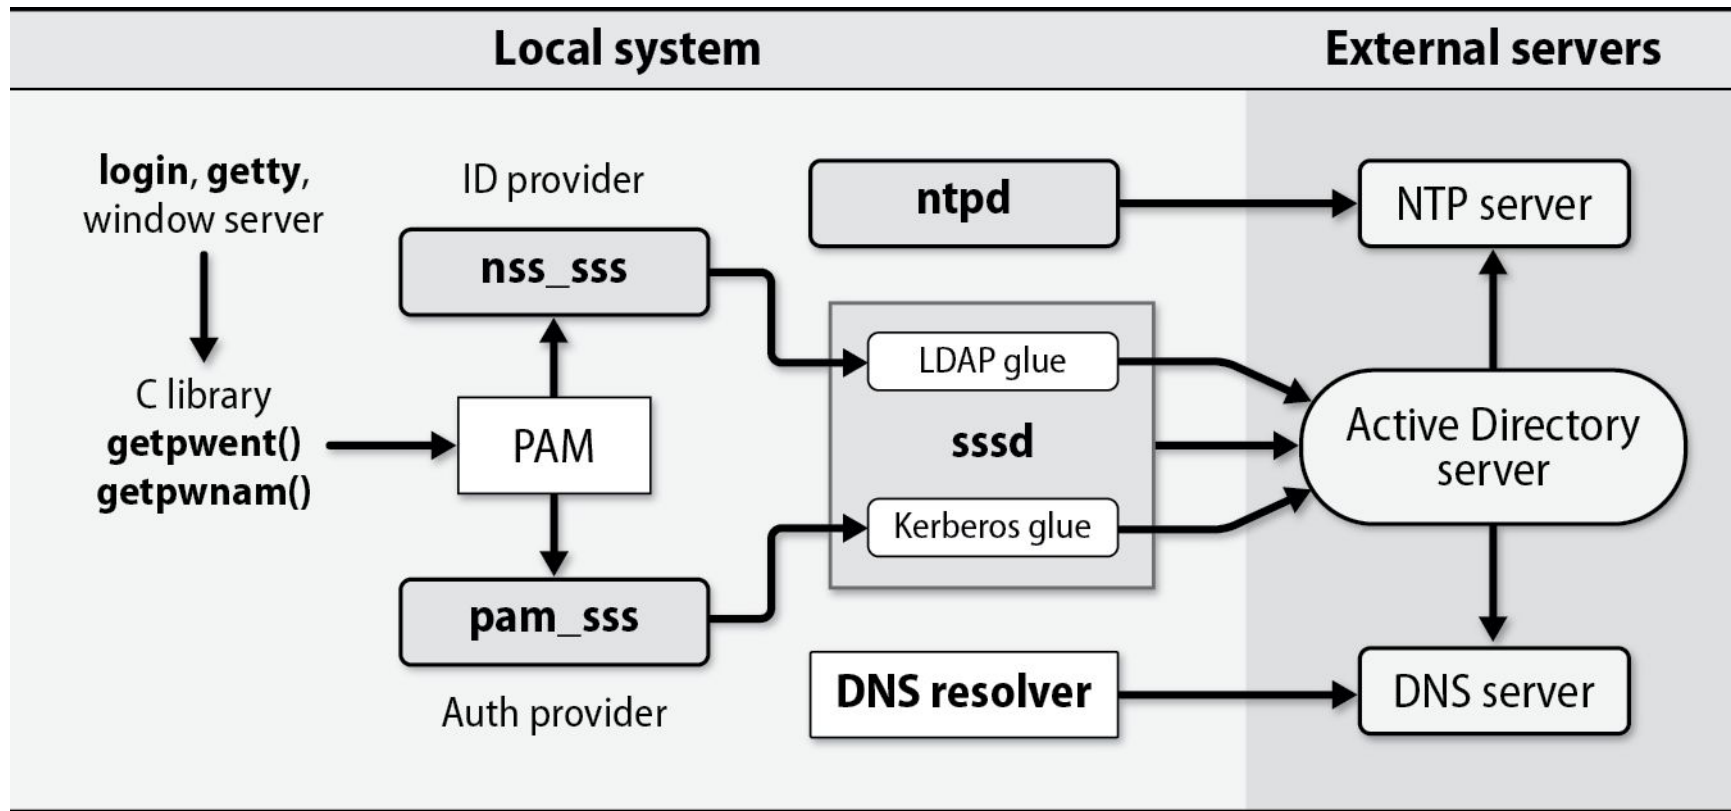 Local system
External servers
login, getty,
window server
C library
getpwent()
getpwnam()
ID provider
nss_sss
PAM
pam_sss
Auth provider
ntpd
LDAP glue
sssd
Kerberos glue
DNS resolver
NTP server
Active Directory
server
DNS server